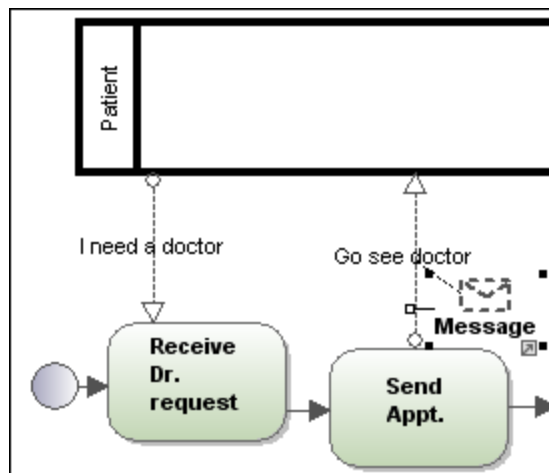 Patient
I need a doctor
Go see doctor
Message
Receive
Dr.
request
Send
Appt.